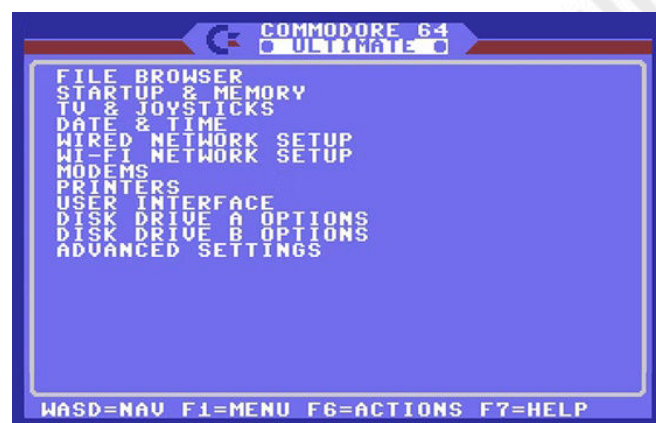 COMMODORE 64
ULTIMATE
FILE BROWSER
STARTUP & MEMORY
TV & JOYSTICKS
DATE & TIME
WIRED NETWORK SETUP
WI-FI NETWORK SETUP
MODEMS
PRINTERS
USER INTERFACE
DISK DRIVE A OPTIONS
DISK DRIVE B OPTIONS
ADVANCED SETTINGS
WASD=NAV F1=MENU F6=ACTIONS F7=HELP